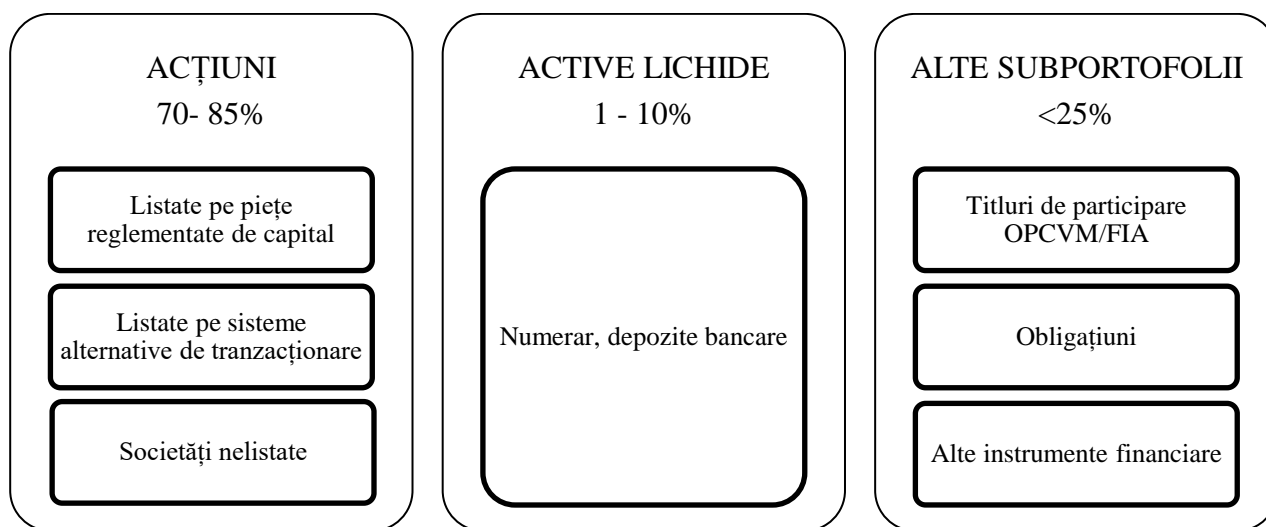 ACȚIUNI
70- 85%
Listate pe piețe
reglementate de capital
Listate pe sisteme
alternative de tranzacționare
Societăți nelistate
ACTIVE LICHIDE
1 - 10%
Numerar, depozite bancare
ALTE SUBPORTOFOLII
<25%
Titluri de participare
OPCVM/FIA
Obligațiuni
Alte instrumente financiare